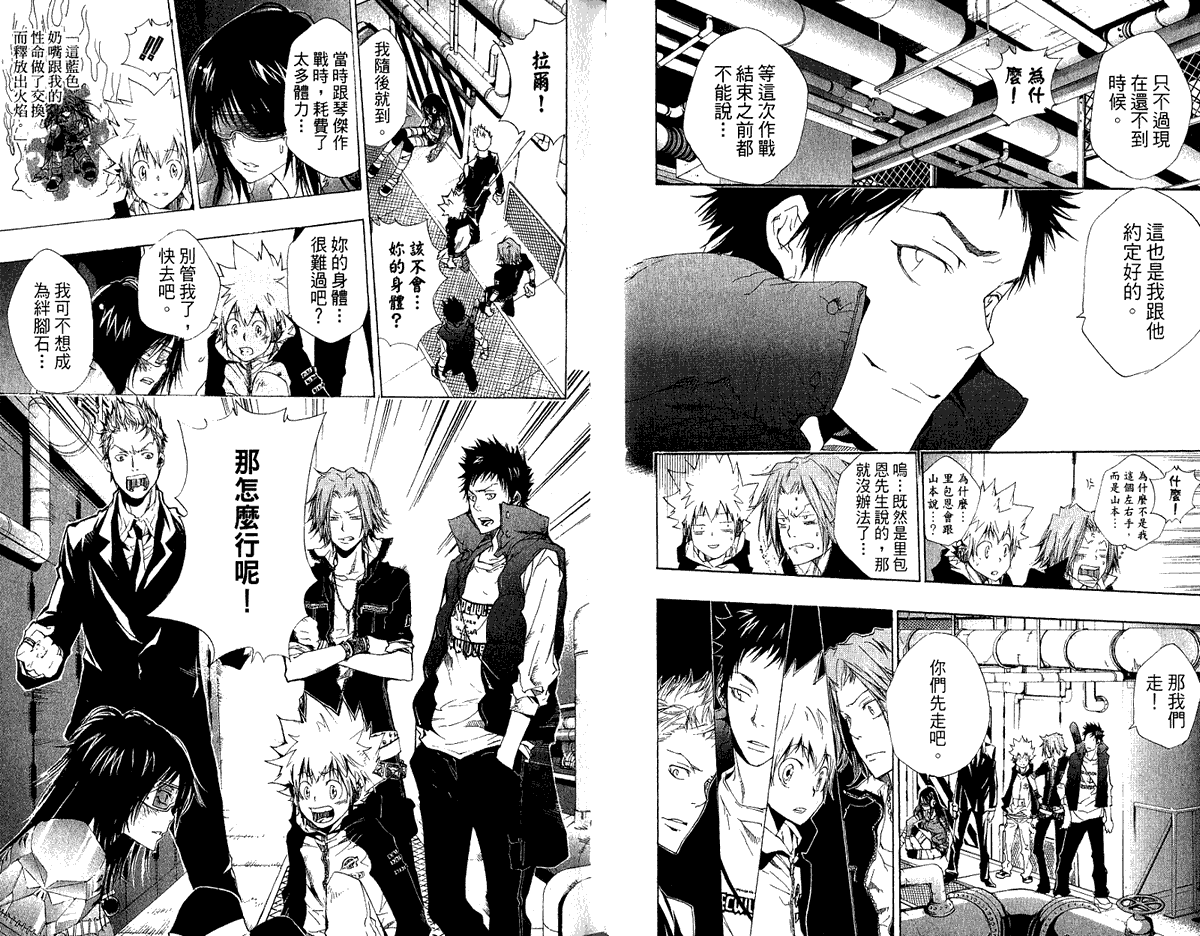 只不過現
在還不到
時候。
為什
麼！
等這次作戰
結束之前都
不能說…
這也是我跟他
約定好的。
什麼！
為什麼不是我
這個左右手，
而是山本…
為什麼…
里包恩會跟
山本說…？
嗚…既然是里包
恩先生說的，那
就沒辦法了…
那我們
走！
你們先走吧。
拉爾！
我隨後就到。
該不會…
妳的身體？
當時跟琴傑作
戰時，耗費了
太多體力…
!!
「這藍色
奶嘴跟我的
性命做了交換
而釋放出火焰。」
妳的身體…
很難過吧？
別管我了，
快去吧。
我可不想成
為絆腳石…
那怎麼行呢！